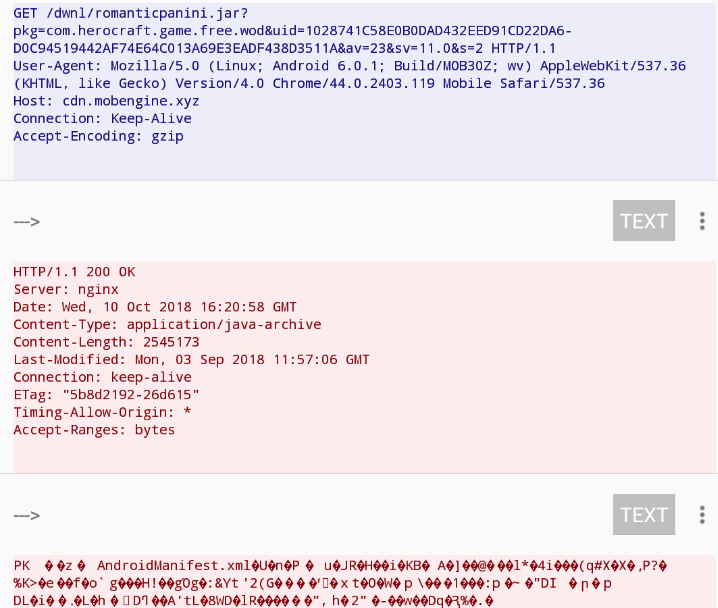 GET /dwnl/romanticpanini.jar?
pkg=com.herocraft.game.free.wod&uid=1028741C58E0B0DAD432EED91CD22DA6-
D0C94519442AF74E64C013A69E3EADF438D3511A&av=23&sv=11.0&s=2 HTTP/1.1
User-Agent: Mozilla/5.0 (Linux; Android 6.0.1; Build/MOB30Z; wv) AppleWebKit/537.36
(KHTML, like Gecko) Version/4.0 Chrome/44.0.2403.119 Mobile Safari/537.36
Host: cdn.mobengine.xyz
Connection: Keep-Alive
Accept-Encoding: gzip
--->
TEXT
HTTP/1.1 200 OK
Server: nginx
Date: Wed, 10 Oct 2018 16:20:58 GMT
Content-Type: application/java-archive
Content-Length: 2545173
Last-Modified: Mon, 03 Sep 2018 11:57:06 GMT
Connection: keep-alive
ETag: "5b8d2192-26d615"
Timing-Allow-Origin: *
Accept-Ranges: bytes
--->
TEXT
PK ��z� AndroidManifest.xml�U�n�P �